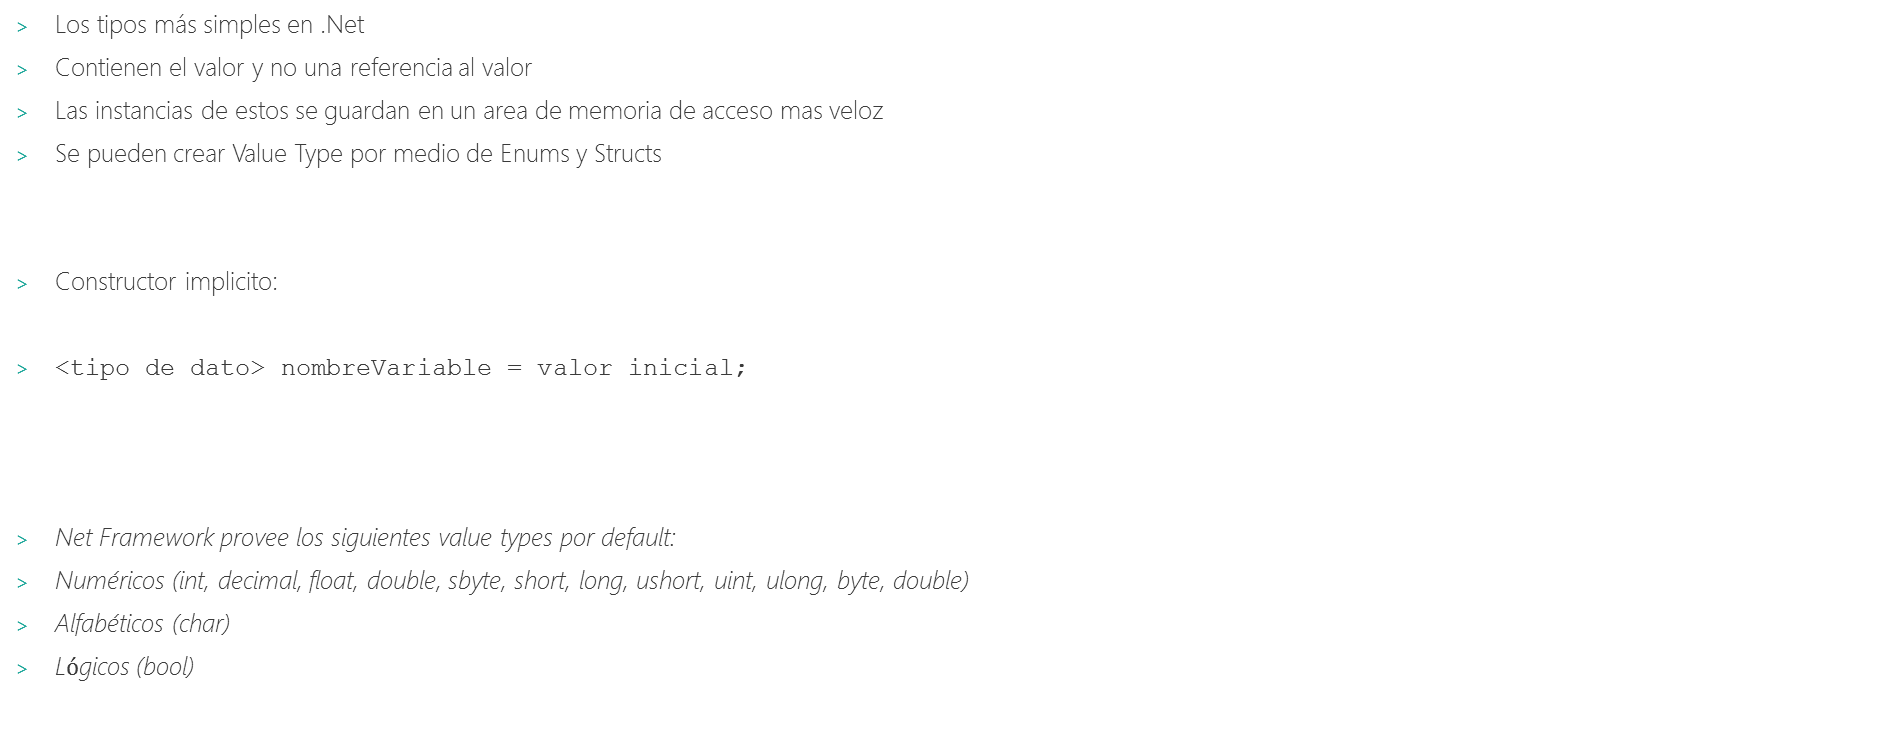 > Los tipos más simples en .Net
> Contienen el valor y no una referencia al valor
> Las instancias de estos se guardan en un area de memoria de acceso mas veloz
> Se pueden crear Value Type por medio de Enums y Structs
> Constructor implicito:
> <tipo de dato> nombreVariable = valor inicial;
> Net Framework provee los siguientes value types por default:
> Numéricos (int, decimal, float, double, sbyte, short, long, ushort, uint, ulong, byte, double)
> Alfabéticos (char)
> Lógicos (bool)